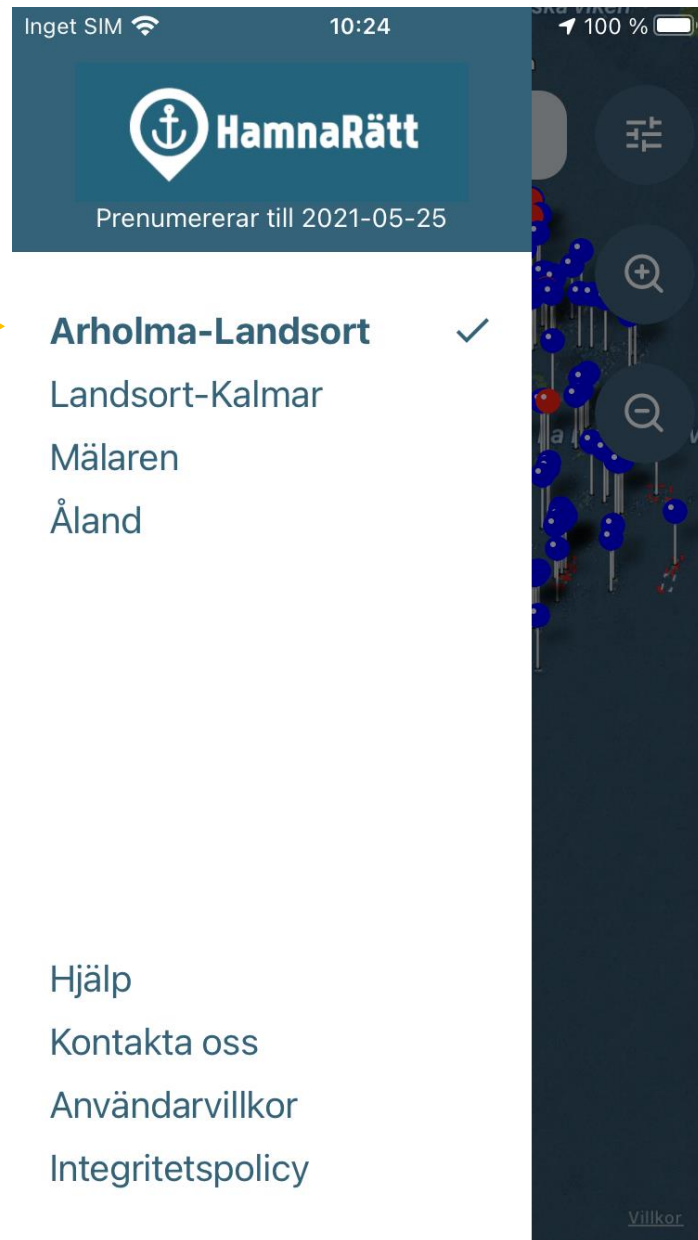 Inget SIM 10:24 100 %
HamnaRätt
Prenumererar till 2021-05-25
Arholma-Landsort
Landsort-Kalmar
Mälaren
Åland
Hjälp
Kontakta oss
Användarvillkor
Integritetspolicy
Villkor